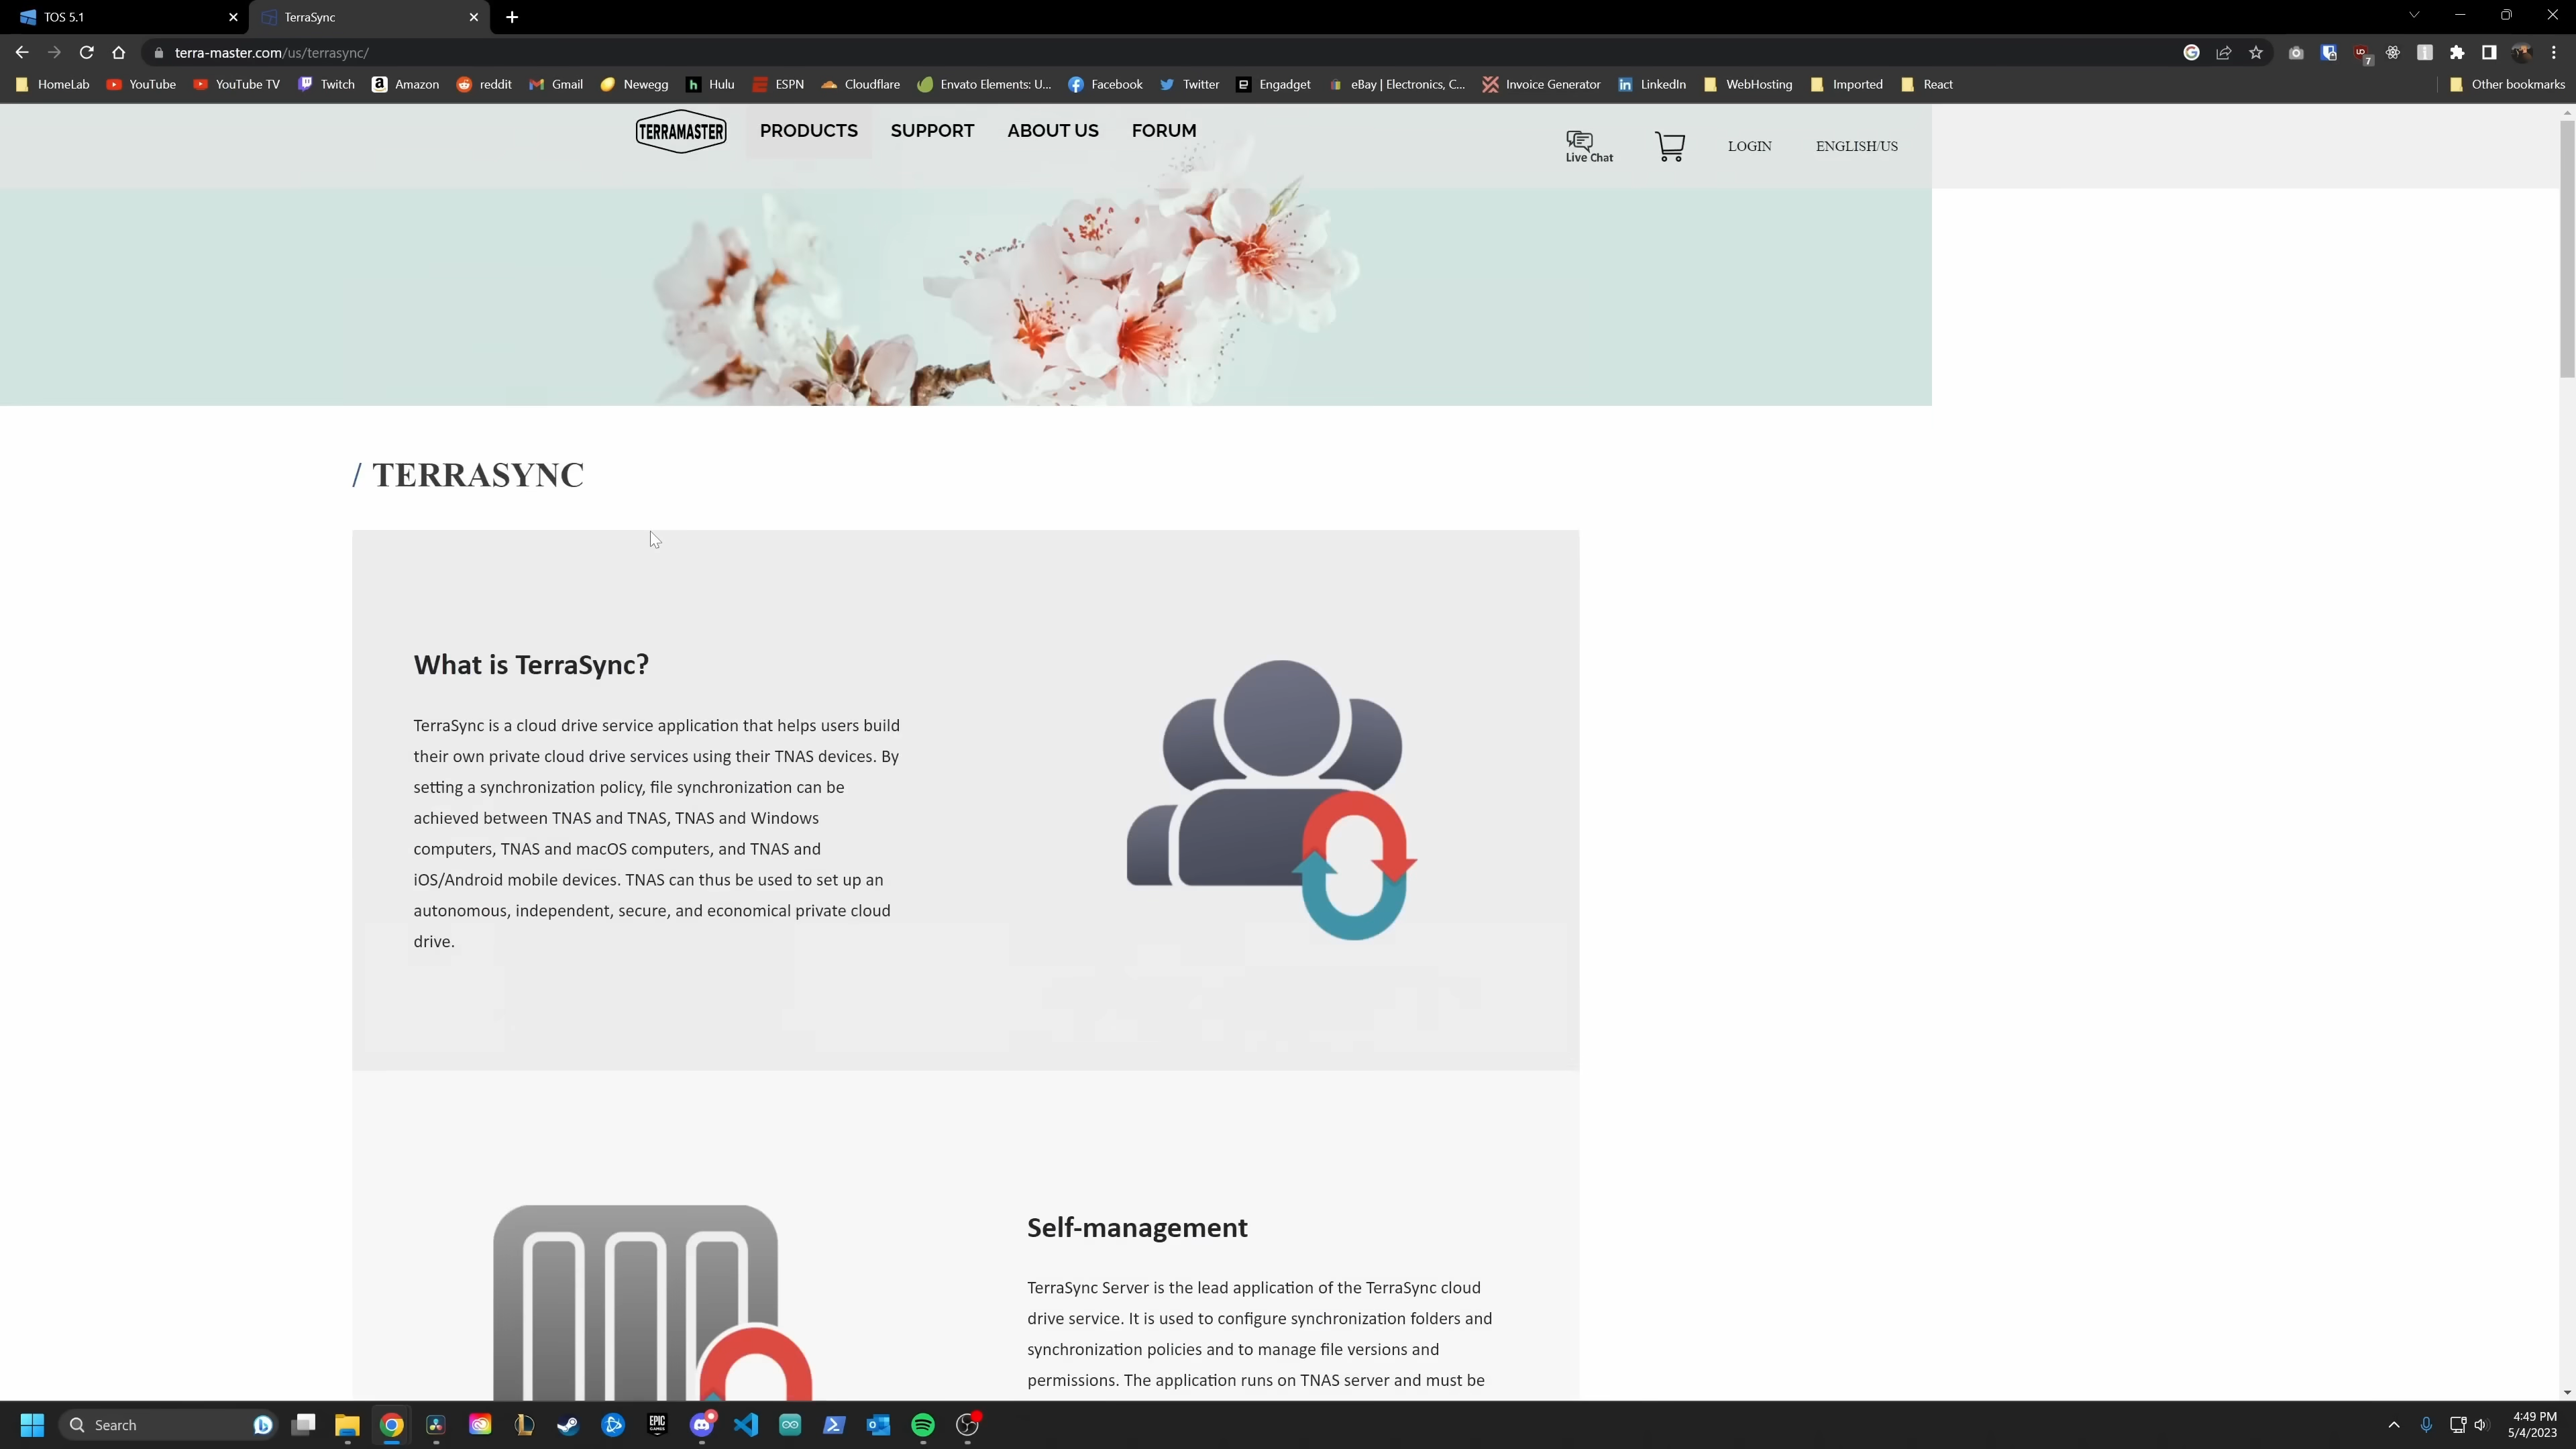 TOS 5.1
TerraSync
terra-master.com/us/terrasync/
7
HomeLab YouTube YouTube TV Twitch Amazon reddit Gmail Newegg Hulu ESPN Cloudflare Envato Elements: U... Facebook Twitter Engadget eBay | Electronics, C... Invoice Generator LinkedIn WebHosting Imported React Other bookmarks
TERRAMASTER PRODUCTS SUPPORT ABOUT US FORUM
Live Chat LOGIN ENGLISH/US
/ TERRASYNC
What is TerraSync?
TerraSync is a cloud drive service application that helps users build
their own private cloud drive services using their TNAS devices. By
setting a synchronization policy, file synchronization can be
achieved between TNAS and TNAS, TNAS and Windows
computers, TNAS and macOS computers, and TNAS and
iOS/Android mobile devices. TNAS can thus be used to set up an
autonomous, independent, secure, and economical private cloud
drive.
Self-management
TerraSync Server is the lead application of the TerraSync cloud
drive service. It is used to configure synchronization folders and
synchronization policies and to manage file versions and
permissions. The application runs on TNAS server and must be
Search
EPIC
GAMES
4:49 PM
5/4/2023